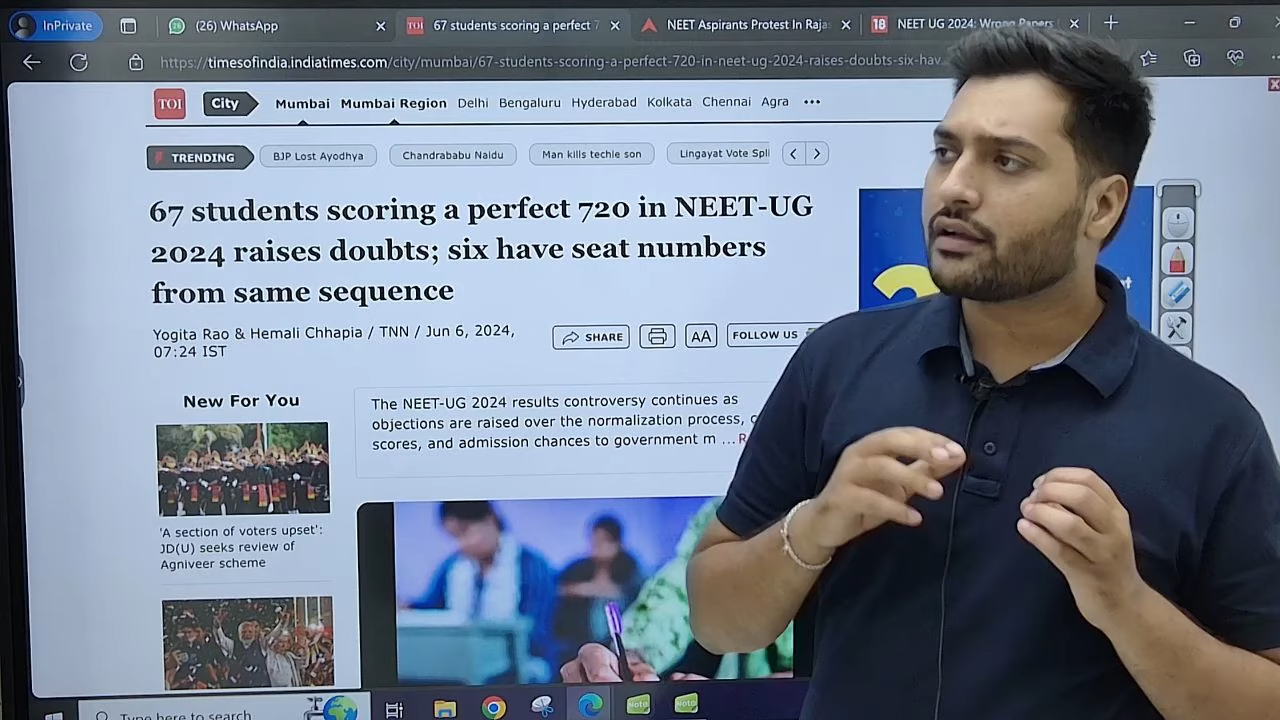 InPrivate
(26) WhatsApp
TOI 67 students scoring a perfect 7
NEET Aspirants Protest In Raja
18 NEET UG 2024: Wrong Papers
https://timesofindia.indiatimes.com/city/mumbai/67-students-scoring-a-perfect-720-in-neet-ug-2024-raises-doubts-six-hav...
TOI City Mumbai Mumbai Region Delhi Bengaluru Hyderabad Kolkata Chennai Agra •••
TRENDING BJP Lost Ayodhya Chandrababu Naidu Man kills techie son Lingayat Vote Spli
67 students scoring a perfect 720 in NEET-UG
2024 raises doubts; six have seat numbers
from same sequence
Yogita Rao & Hemali Chhapia / TNN / Jun 6, 2024,
07:24 IST
SHARE AA FOLLOW US
New For You
The NEET-UG 2024 results controversy continues as
objections are raised over the normalization process,
scores, and admission chances to government m ...
'A section of voters upset':
JD(U) seeks review of
Agniveer scheme
Type here to search
Note Note